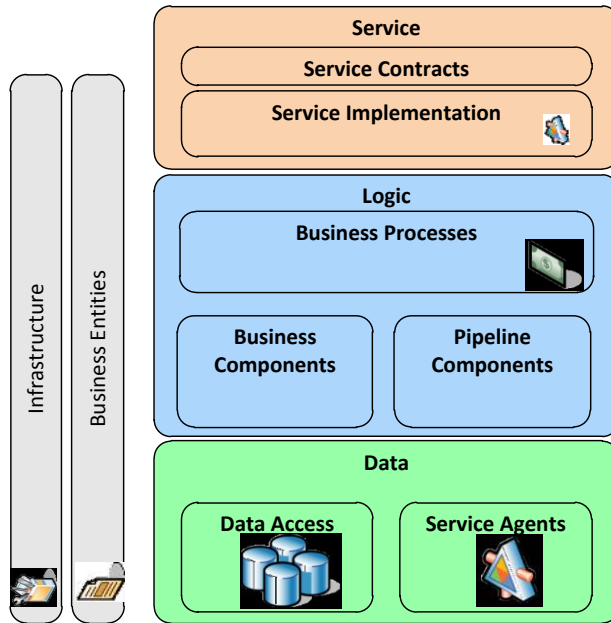 Service
Service Contracts
Service Implementation
Logic
Business Processes
Business
Components
Pipeline
Components
Data
Data Access
Service Agents
Infrastructure
Business Entities